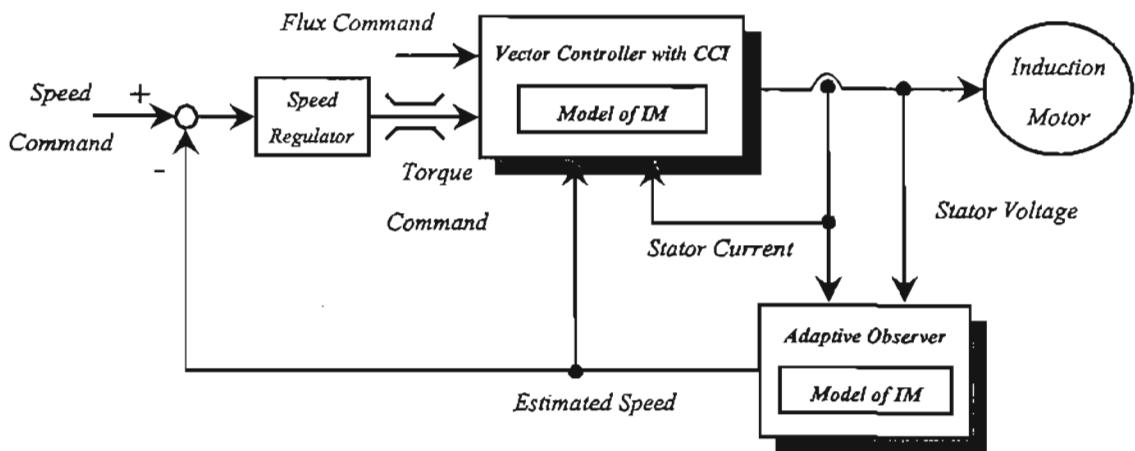 Flux Command
Vector Controller with CCI
Model of IM
Induction
Motor
Speed
Command
+
-
Speed
Regulator
Torque
Command
Stator Current
Stator Voltage
Adaptive Observer
Model of IM
Estimated Speed